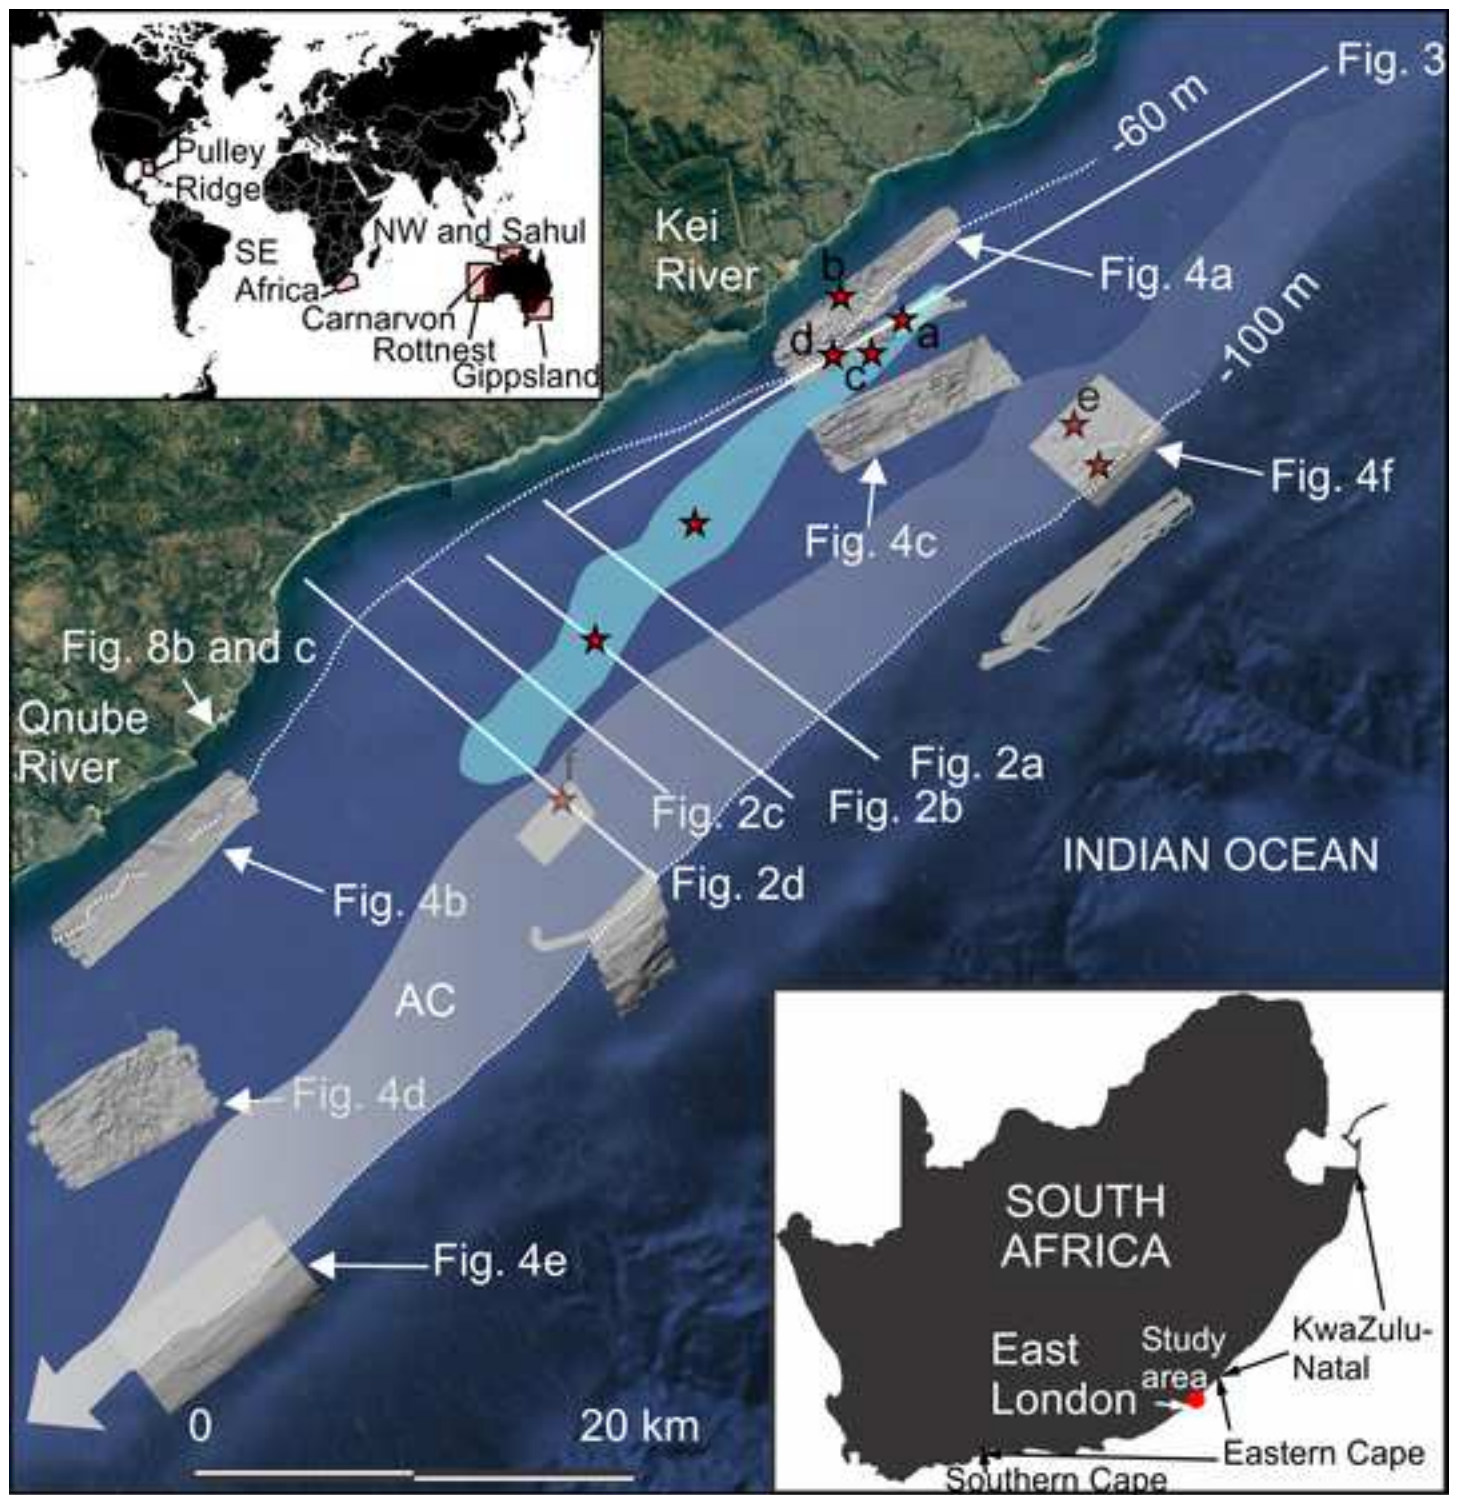 Fig. 3
-60 m
Pulley
Ridge
Kei
River
NW and Sahul
SE
Africa
Carnarvon
Rottnest
Gippsland
b
Fig. 4a
d
a
c
-100 m
e
Fig. 4f
Fig. 4c
Fig. 8b and c
Qnube
River
Fig. 2a
f
Fig. 2c
Fig. 2b
INDIAN OCEAN
Fig. 2d
Fig. 4b
AC
Fig. 4d
SOUTH
AFRICA
Fig. 4e
East
London
Study
area
KwaZulu-
Natal
0
20 km
Eastern Cape
Southern Cape